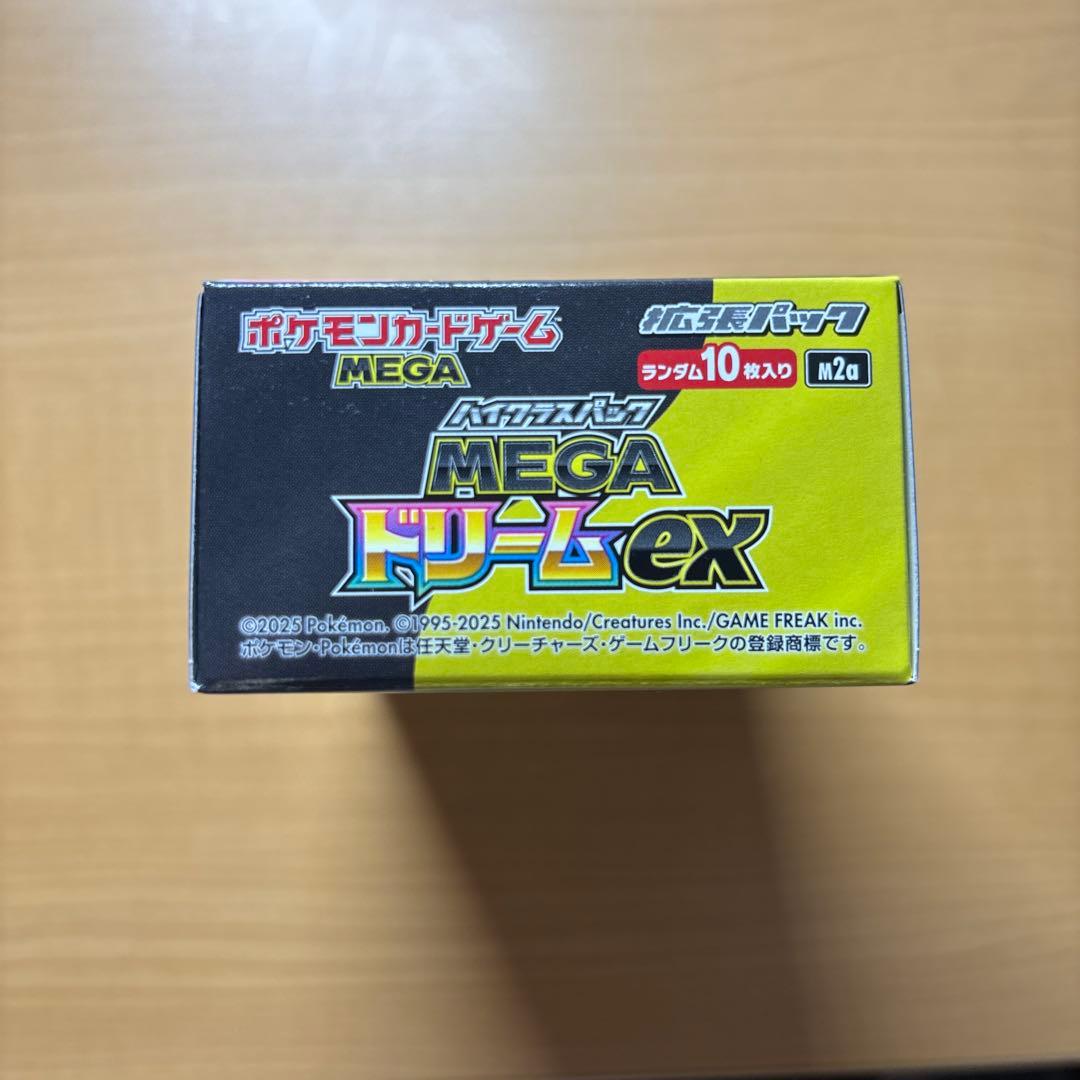 ポケモンカードゲーム
MEGA
拡張パック
ランダム10枚入り M2a
ハイクラスパック
MEGA
ドリームex
©2025 Pokémon. ©1995-2025 Nintendo/Creatures Inc./GAME FREAK inc.
ポケモン・Pokémonは任天堂・クリーチャーズ・ゲームフリークの登録商標です。